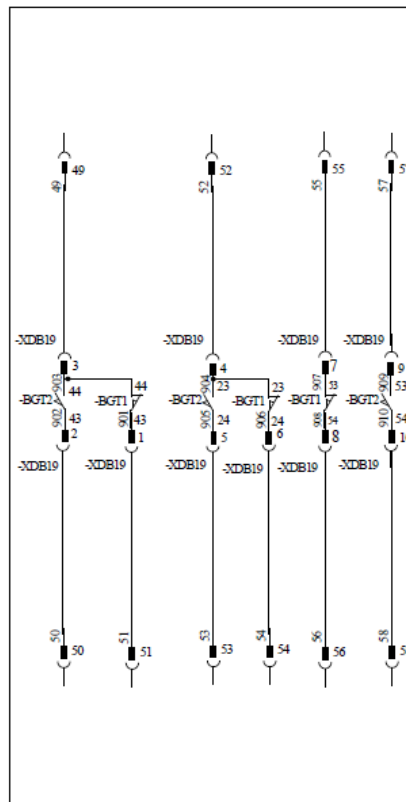 49 52 55 5
49 52 55 57
-XDB19 -XDB19 -XDB19 -XDB19
3 4 7 9
903 904 907 909
44 44 23 23 53 53
-BGT2 -BGT1 -BGT2 -BGT1 -BGT1 -BGT2
902 901 905 906 908 910
43 43 24 24 54 54
2 1 5 6 8 1
-XDB19 -XDB19 -XDB19 -XDB19 -XDB19 -XDB19
50 51 53 54 56 58
50 51 53 54 56 5